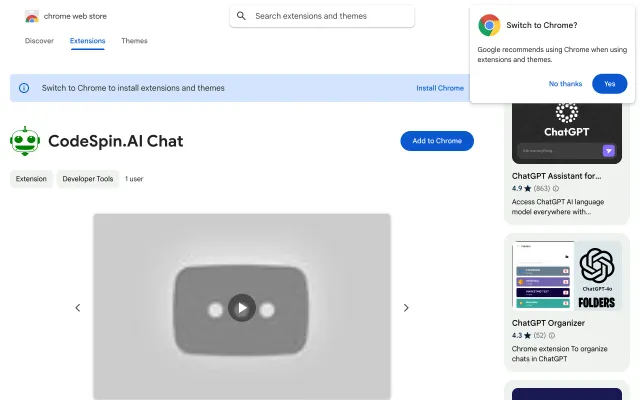 chrome web store
Search extensions and themes
Discover
Extensions
Themes
Switch to Chrome?
Google recommends using Chrome when using
extensions and themes.
No thanks
Yes
Switch to Chrome to install extensions and themes
Install Chrome
CodeSpin.AI Chat
Add to Chrome
Extension
Developer Tools
1 user
ChatGPT
ChatGPT Assistant for...
4.9 ★ (863)
Access ChatGPT AI language
model everywhere with...
ChatGPT-4o
FOLDERS
ChatGPT Organizer
4.3 ★ (52)
Chrome extension To organize
chats in ChatGPT